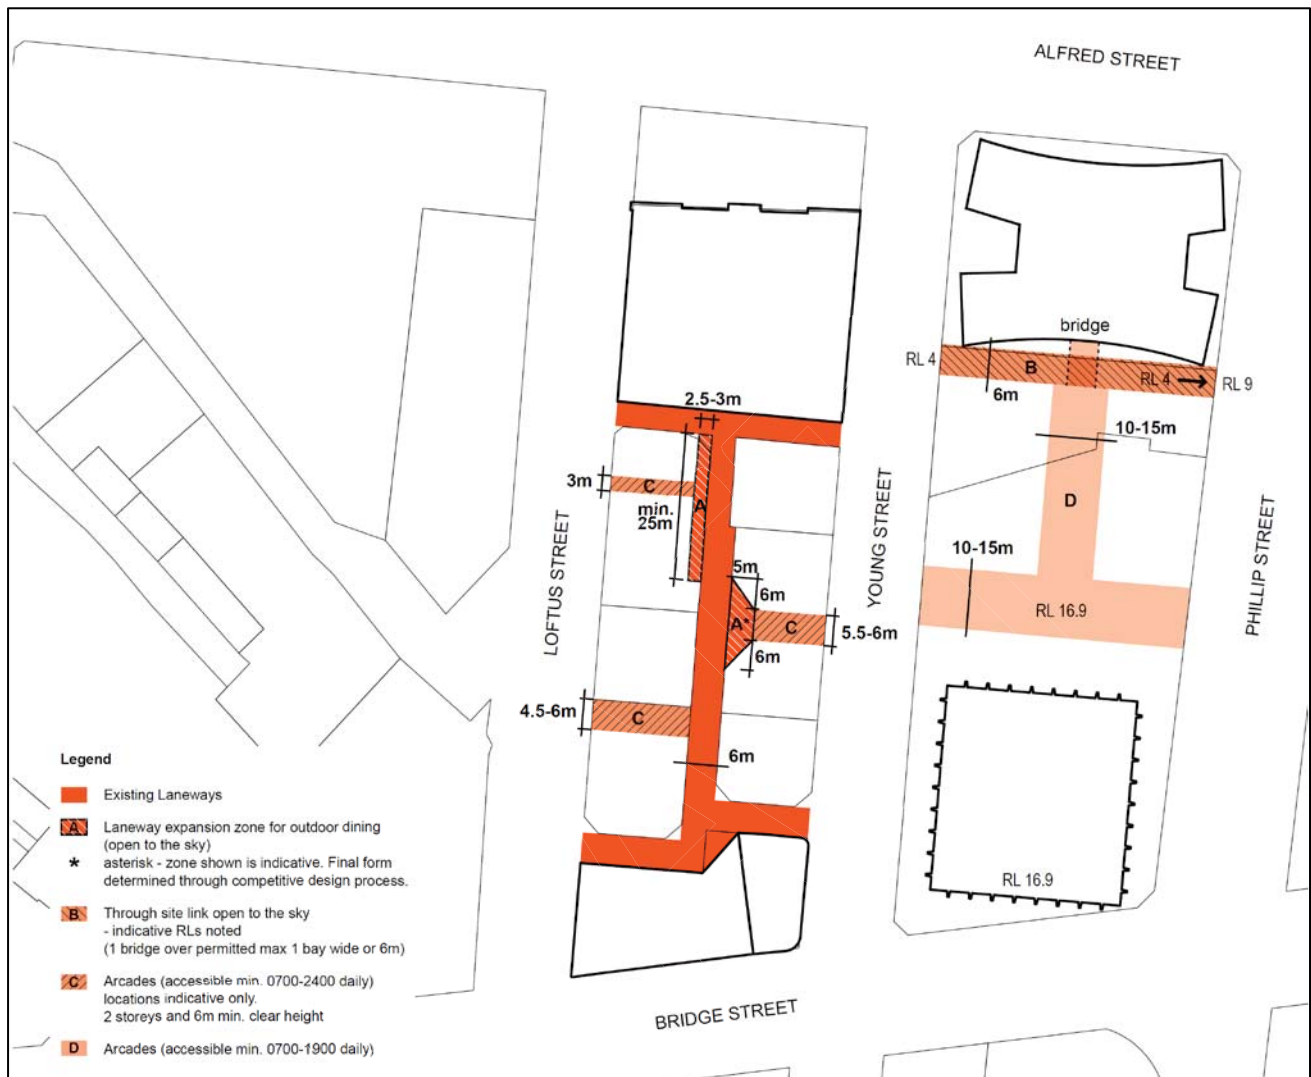 ALFRED STREET
bridge
RL 4
B
RL 4
RL 9
6m
2.5-3m
10-15m
3m
C
A
min.
25m
D
LOFTUS STREET
YOUNG STREET
PHILLIP STREET
10-15m
5m
6m
A*
C
5.5-6m
6m
RL 16.9
4.5-6m
C
6m
RL 16.9
BRIDGE STREET
Legend
Existing Laneways
A Laneway expansion zone for outdoor dining
(open to the sky)
* asterisk - zone shown is indicative. Final form
determined through competitive design process.
B Through site link open to the sky
- indicative RLs noted
(1 bridge over permitted max 1 bay wide or 6m)
C Arcades (accessible min. 0700-2400 daily)
locations indicative only.
2 storeys and 6m min. clear height
D Arcades (accessible min. 0700-1900 daily)